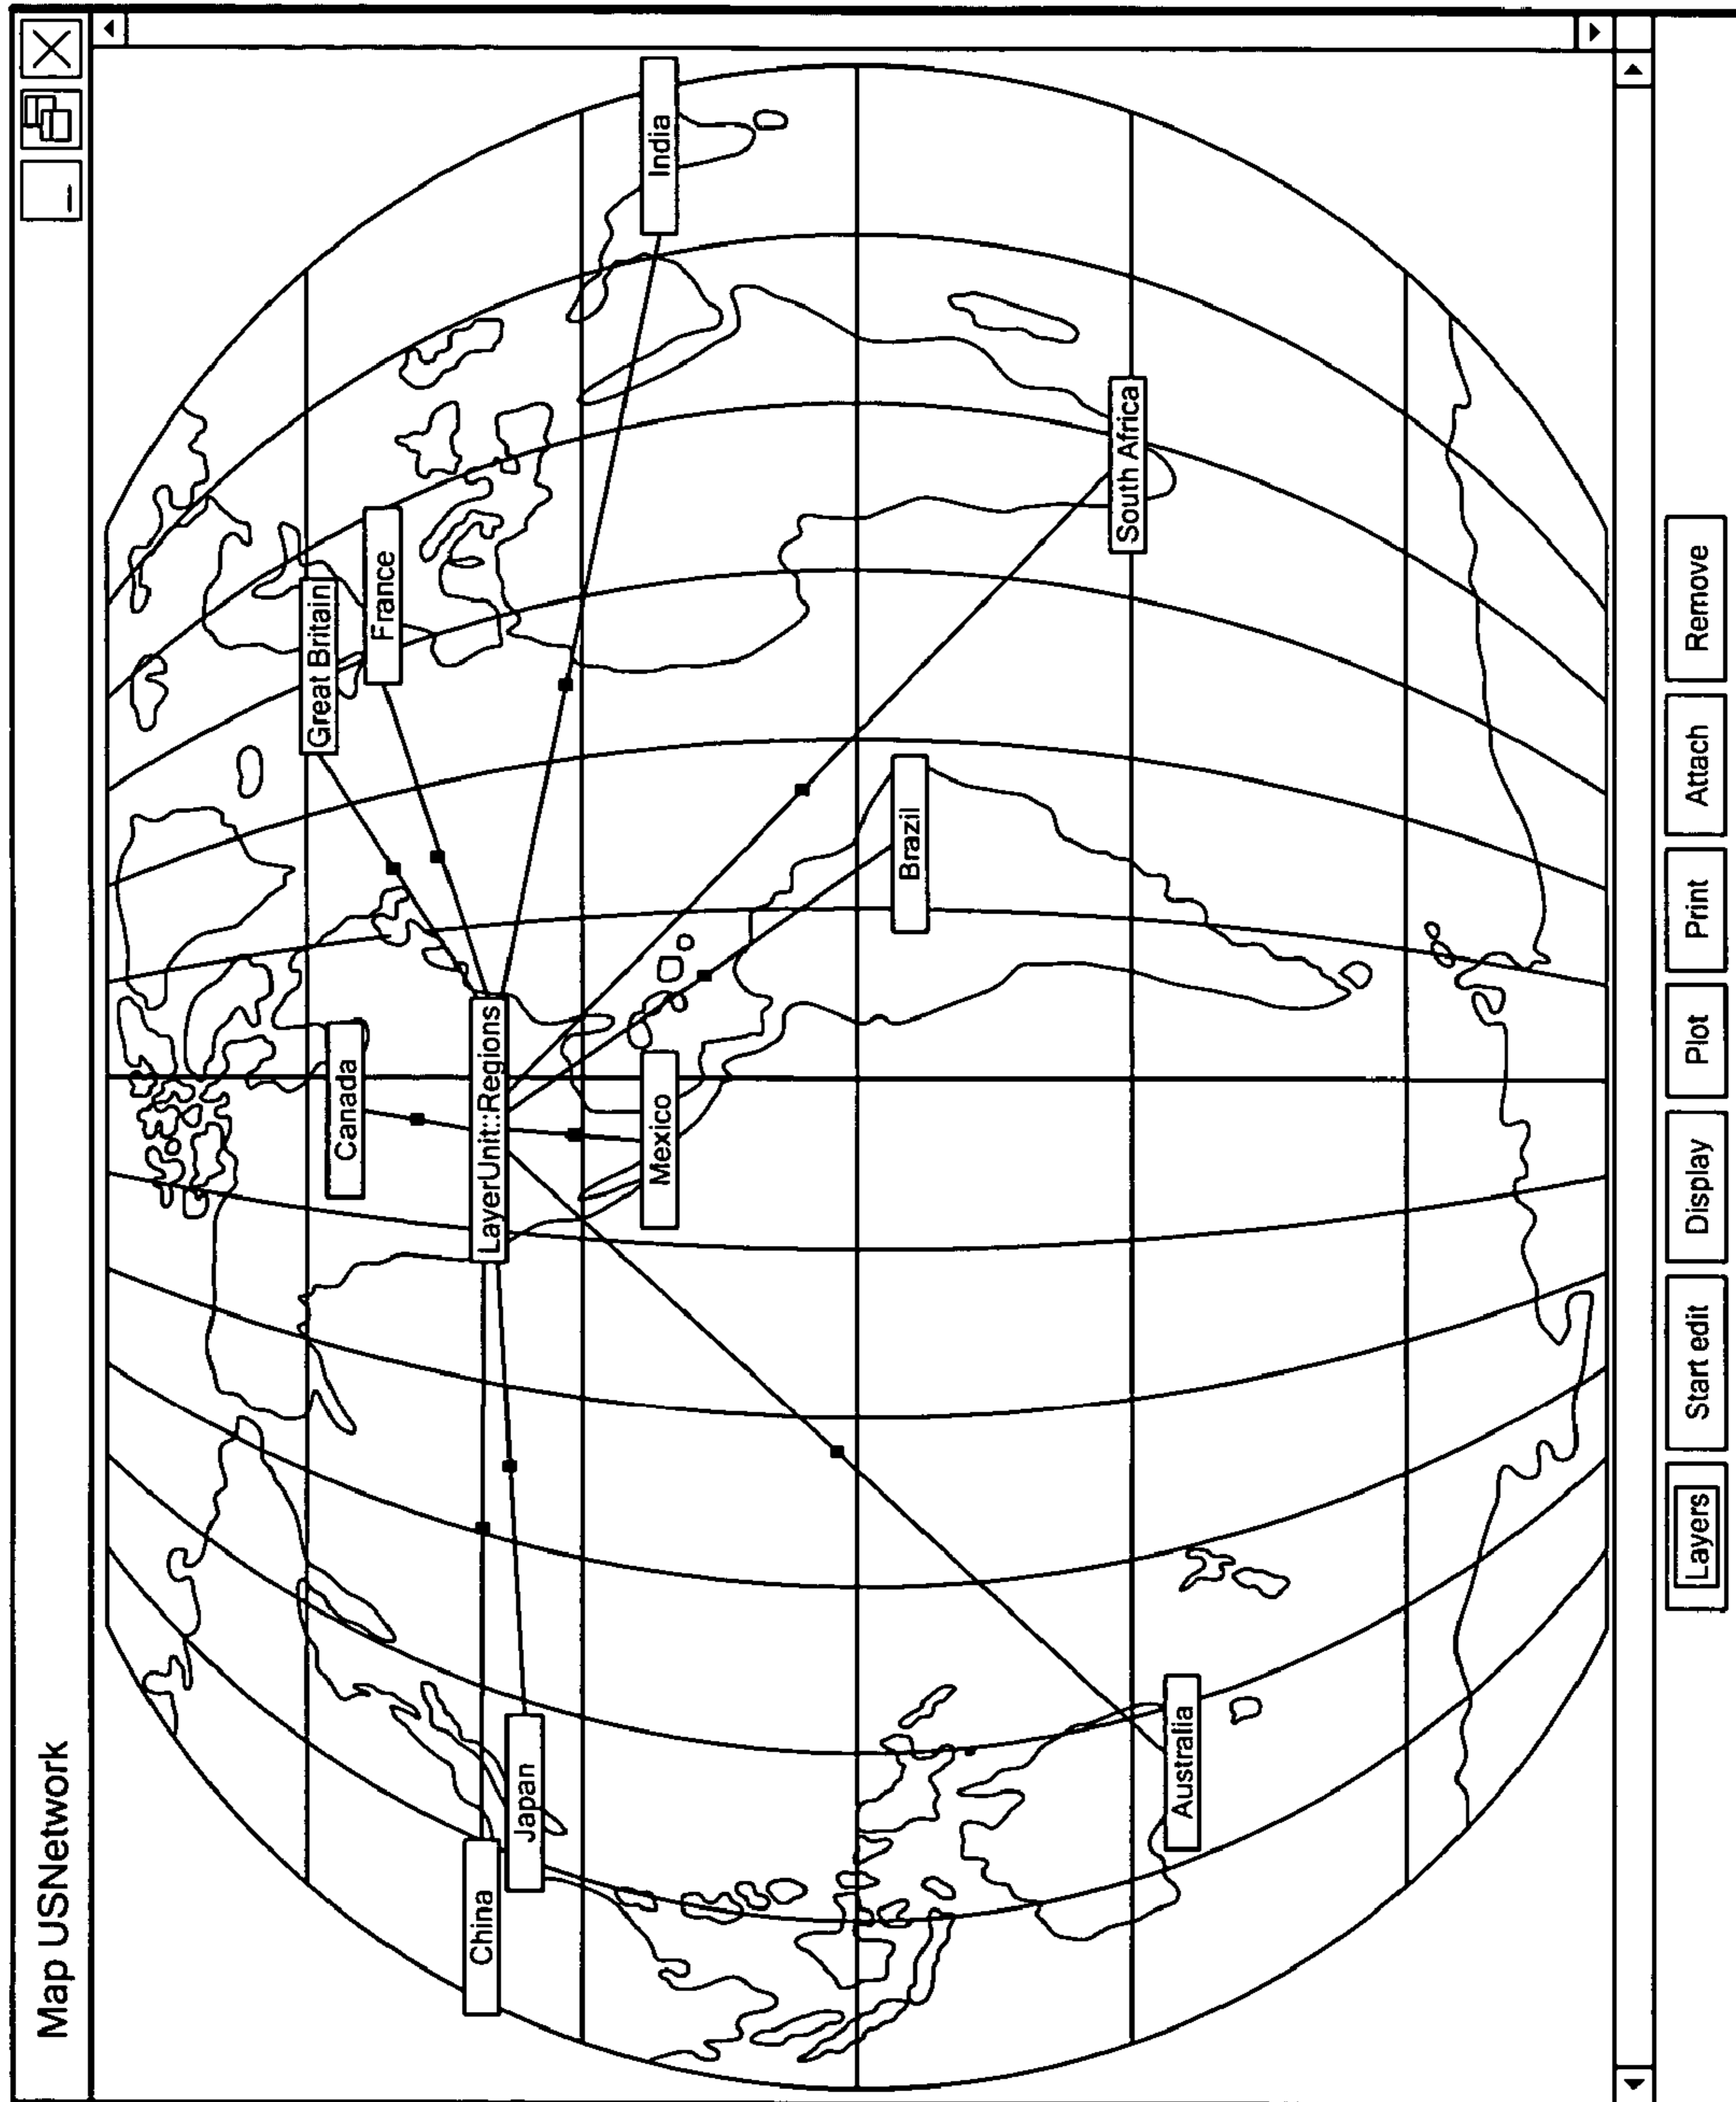 Map USNetwork
Great Britain
Canada
France
China
LayerUnit::Regions
Japan
Mexico
India
Brazil
South Africa
Australia
Layers
Start edit
Display
Plot
Print
Attach
Remove